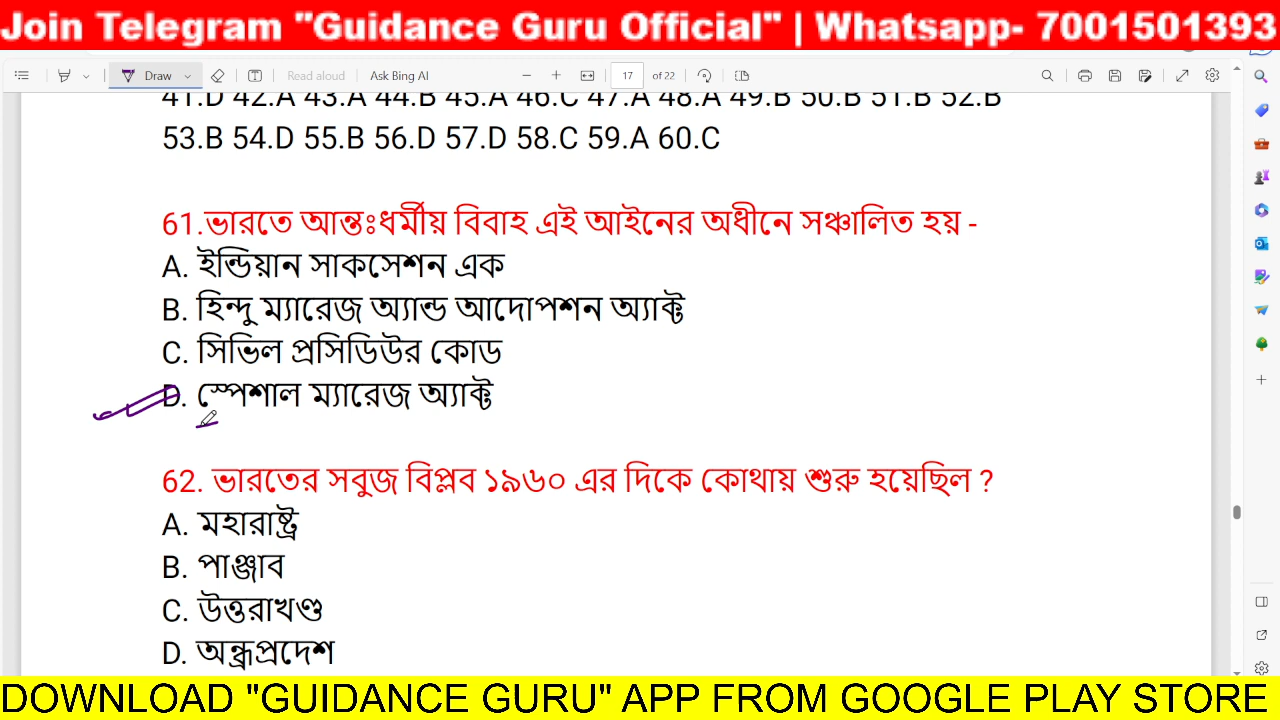 Join Telegram "Guidance Guru Official" | Whatsapp- 7001501393
Draw Read aloud Ask Bing AI 17 of 22
41.D 42.A 43.A 44.B 45.A 46.C 47.A 48.A 49.B 50.B 51.B 52.B
53.B 54.D 55.B 56.D 57.D 58.C 59.A 60.C
61.ভারতে আন্তঃধর্মীয় বিবাহ এই আইনের অধীনে সঞ্চালিত হয় -
A. ইন্ডিয়ান সাকসেশন এক
B. হিন্দু ম্যারেজ অ্যান্ড আদোপশন অ্যাক্ট
C. সিভিল প্রসিডিউর কোড
D. স্পেশাল ম্যারেজ অ্যাক্ট
62. ভারতের সবুজ বিপ্লব ১৯৬০ এর দিকে কোথায় শুরু হয়েছিল ?
A. মহারাষ্ট্র
B. পাঞ্জাব
C. উত্তরাখণ্ড
D. অন্ধ্রপ্রদেশ
DOWNLOAD "GUIDANCE GURU" APP FROM GOOGLE PLAY STORE